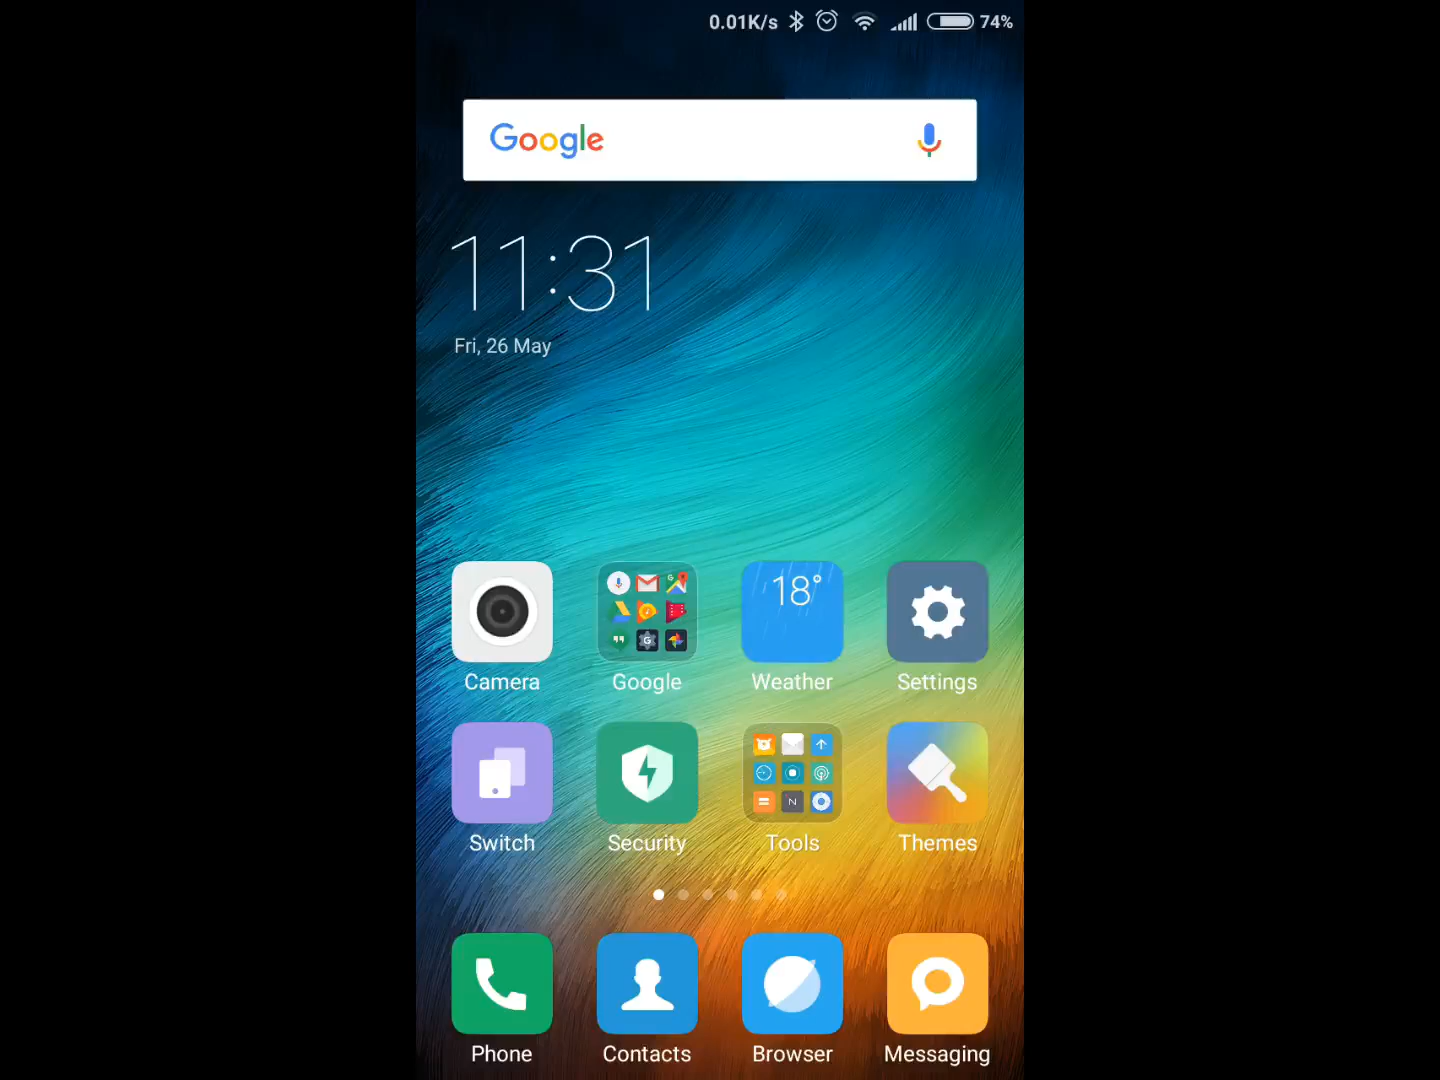 0.01K/s 74%
Google
11:31
Fri, 26 May
18°
Camera Google Weather Settings
Switch Security Tools Themes
Phone Contacts Browser Messaging